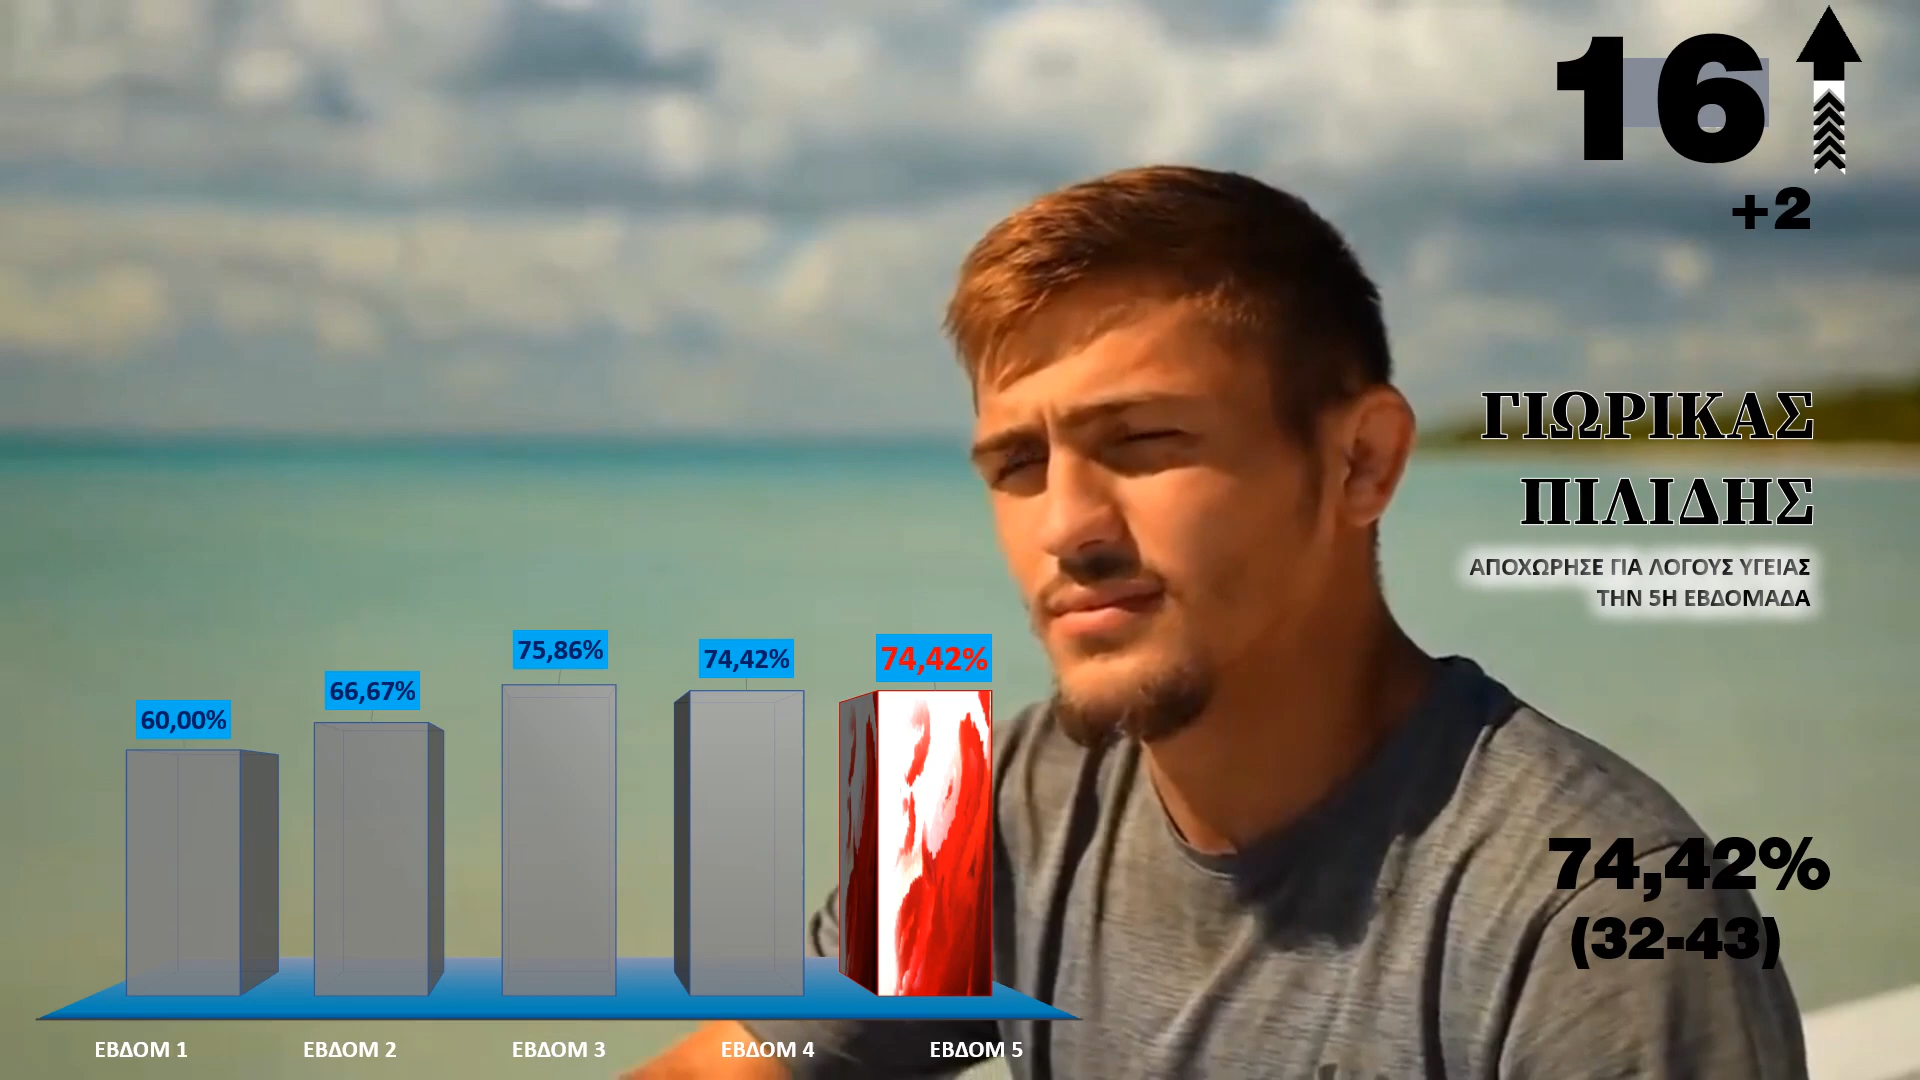 16
+2
ΓΙΩΡΙΚΑΣ
ΠΙΛΙΔΗΣ
ΑΠΟΧΩΡΗΣΕ ΓΙΑ ΛΟΓΟΥΣ ΥΓΕΙΑΣ
ΤΗΝ 5Η ΕΒΔΟΜΑΔΑ
60,00%
66,67%
75,86%
74,42%
74,42%
74,42%
(32-43)
ΕΒΔΟΜ 1
ΕΒΔΟΜ 2
ΕΒΔΟΜ 3
ΕΒΔΟΜ 4
ΕΒΔΟΜ 5